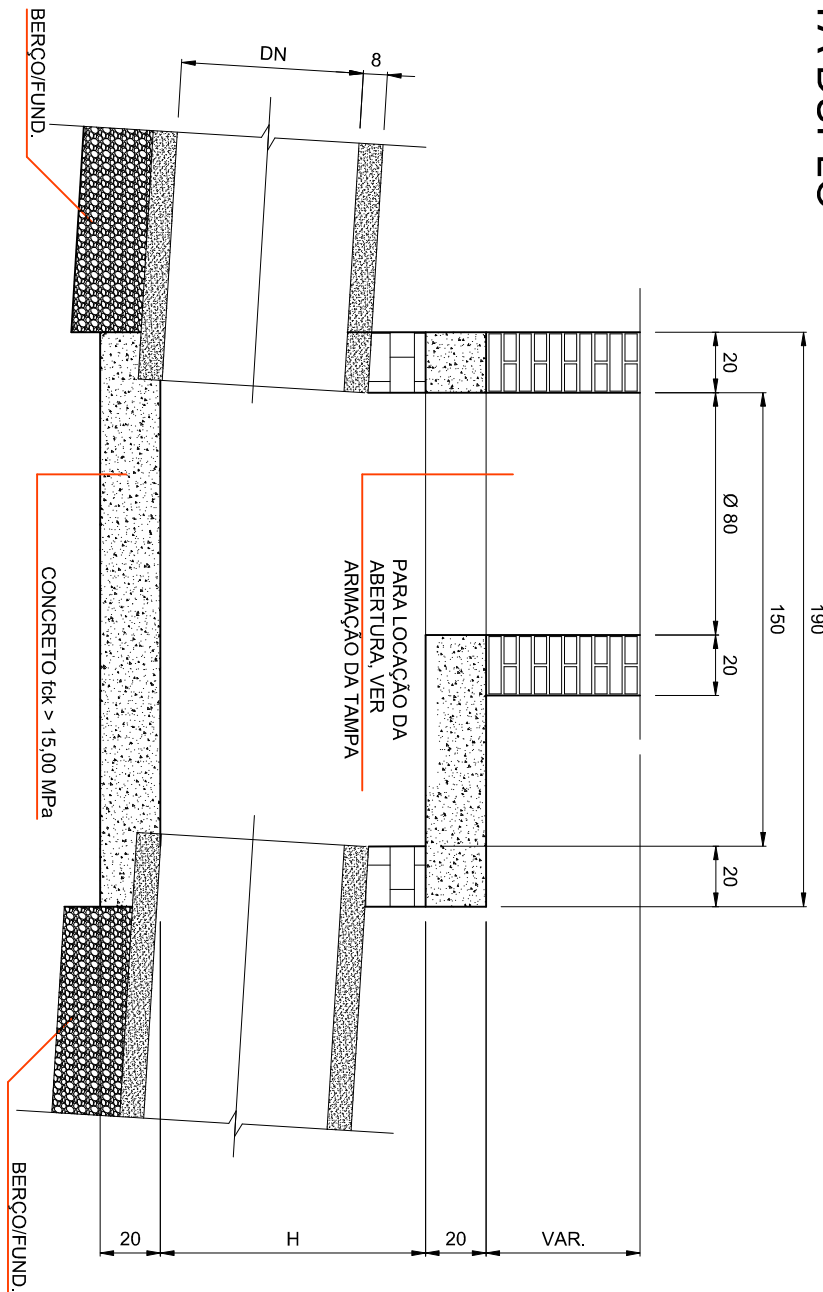 190
150
20
Ø 80
20
20
DN
8
BERÇO/FUND.
PARA LOCAÇÃO DA
ABERTURA, VER
ARMAÇÃO DA TAMPA
CONCRETO fck > 15,00 MPa
VAR.
20
H
20
BERÇO/FUND.